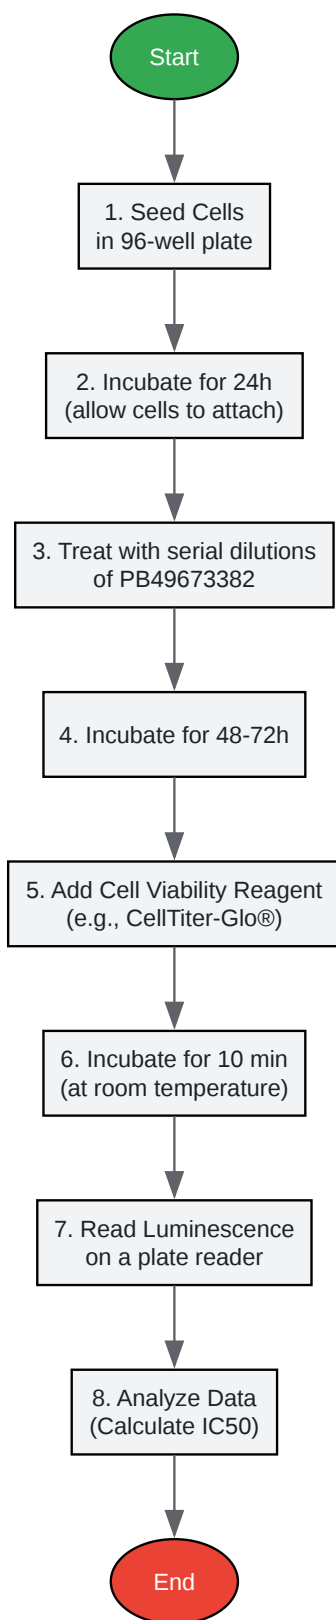 Start
1. Seed Cells
in 96-well plate
2. Incubate for 24h
(allow cells to attach)
3. Treat with serial dilutions
of PB49673382
4. Incubate for 48-72h
5. Add Cell Viability Reagent
(e.g., CellTiter-Glo®)
6. Incubate for 10 min
(at room temperature)
7. Read Luminescence
on a plate reader
8. Analyze Data
(Calculate IC50)
End